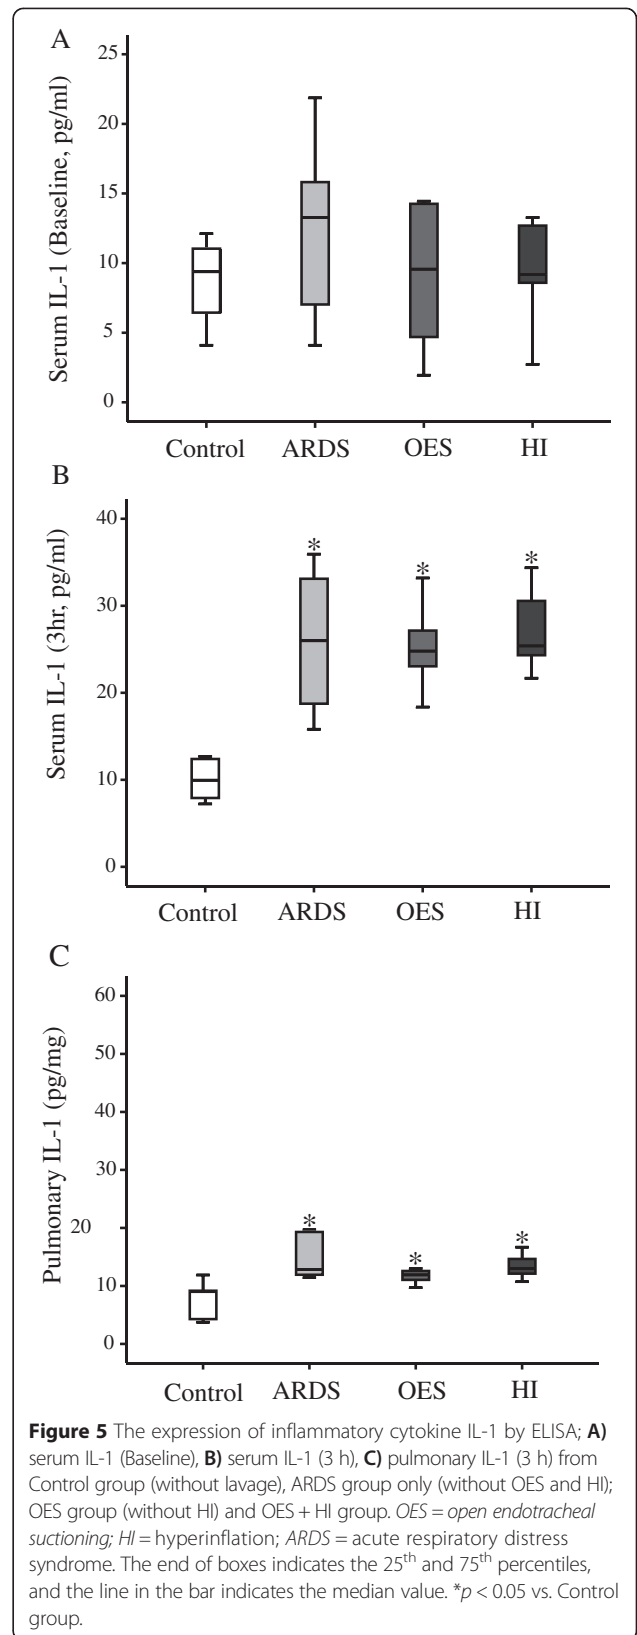 A
Serum IL-1 (Baseline, pg/ml)
25
20
15
10
5
0
Control ARDS OES HI
B
Serum IL-1 (3hr, pg/ml)
40
30
20
10
0
* * *
Control ARDS OES HI
C
Pulmonary IL-1 (pg/mg)
60
50
40
30
20
10
0
* * *
Control ARDS OES HI
Figure 5 The expression of inflammatory cytokine IL-1 by ELISA; A)
serum IL-1 (Baseline), B) serum IL-1 (3 h), C) pulmonary IL-1 (3 h) from
Control group (without lavage), ARDS group only (without OES and HI);
OES group (without HI) and OES + HI group. OES = open endotracheal
suctioning; HI = hyperinflation; ARDS = acute respiratory distress
syndrome. The end of boxes indicates the 25th and 75th percentiles,
and the line in the bar indicates the median value. *p < 0.05 vs. Control
group.